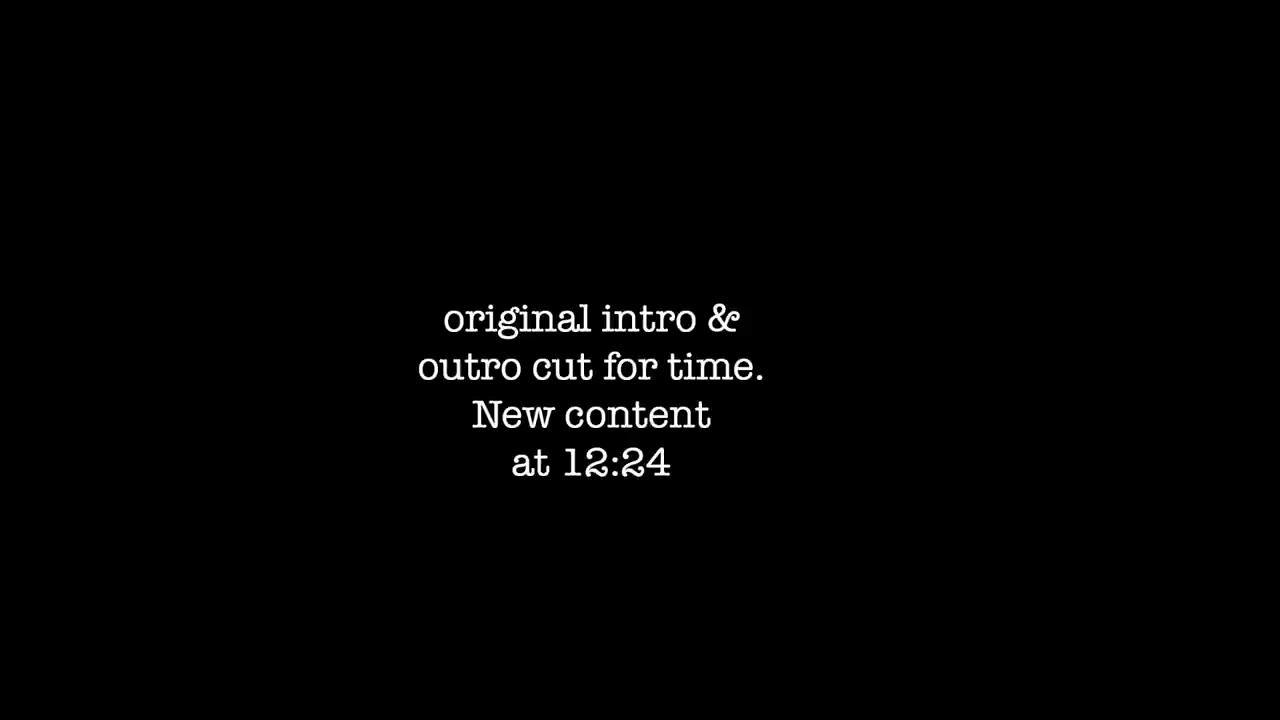 original intro &
outro cut for time.
New content
at 12:24